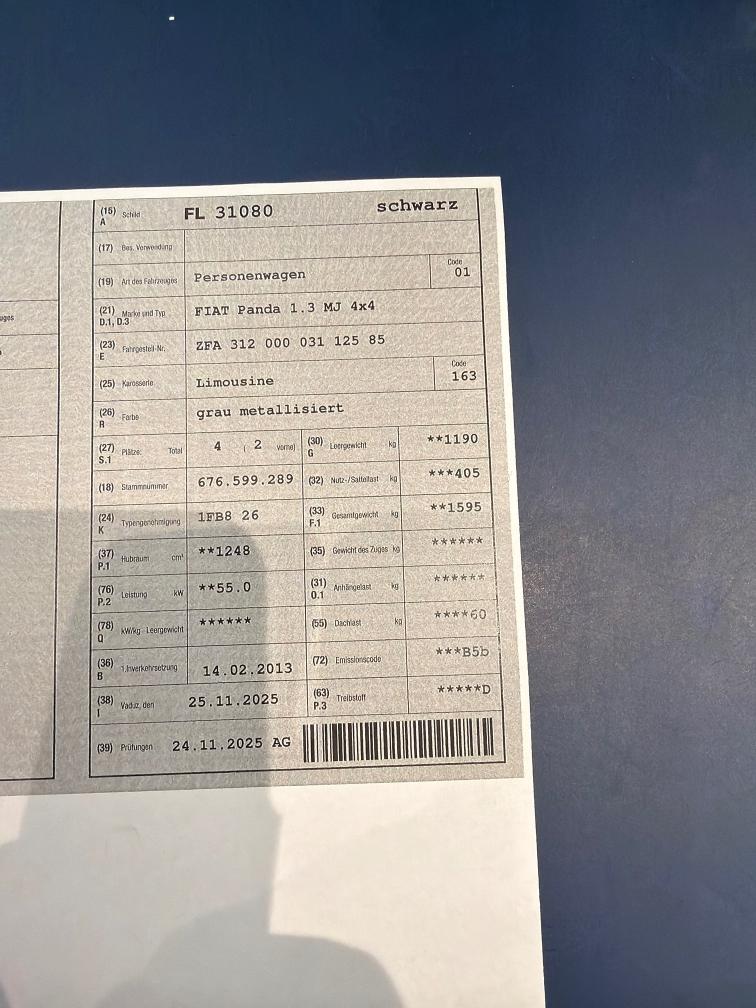 (15) A Schild FL 31080 schwarz
(17) Bes. Verwendung
(19) Art des Fahrzeuges Personenwagen Code 01
(21) D.1, D.3 Marke und Typ FIAT Panda 1.3 MJ 4x4
(23) E Fahrgestell-Nr. ZFA 312 000 031 125 85
(25) Karosserie Limousine Code 163
(26) R Farbe grau metallisiert
(27) S.1 Plätze: Total 4 ( 2 vorne) (30) G Leergewicht kg **1190
(18) Stammnummer 676.599.289 (32) Nutz-/Sattellast kg ***405
(24) K Typengenehmigung 1FB8 26 (33) F.1 Gesamtgewicht kg **1595
(37) P.1 Hubraum cm³ **1248 (35) Gewicht des Zuges kg ******
(76) P.2 Leistung kW **55.0 (31) O.1 Anhängelast kg ******
(78) Q kW/kg - Leergewicht ****** (55) Dachlast kg ****60
(36) B 1.Inverkehrsetzung 14.02.2013 (72) Emissionscode ***B5b
(38) I Vaduz, den 25.11.2025 (63) P.3 Treibstoff *****D
(39) Prüfungen 24.11.2025 AG